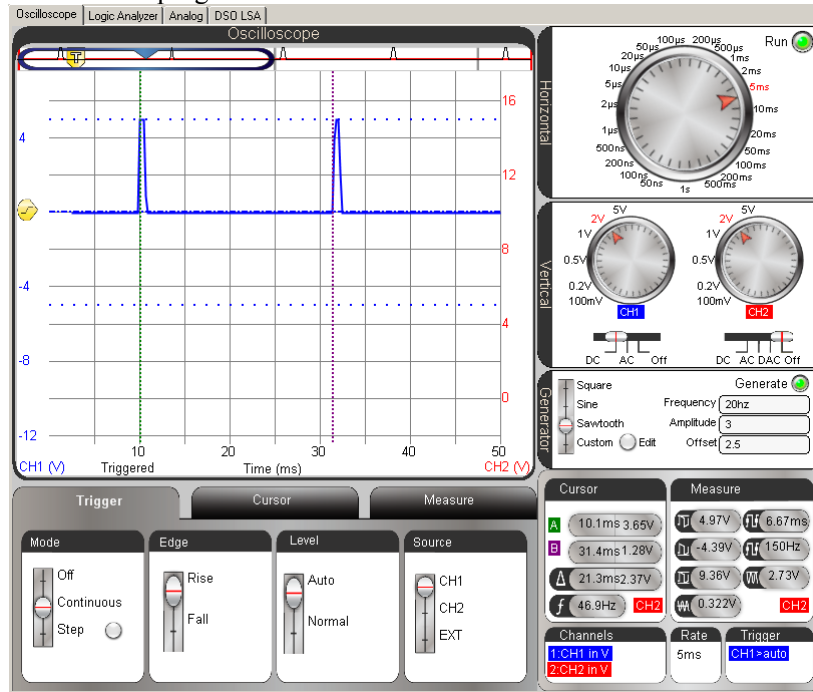 Oscilloscope Logic Analyzer Analog DSO LSA
Oscilloscope
T
16
4
12
-4
-8
4
-8
0
-12
10 20 30 40 50
CH1 (V) Triggered Time (ms) CH2 (V)
Horizontal
Run
50ns
100ns
200ns
500ns
1µs
2µs
5µs
10µs
20µs
50µs
100µs
200µs
500µs
1ms
2ms
5ms
10ms
20ms
50ms
100ms
200ms
500ms
1s
Vertical
5V
2V
1V
0.5V
0.2V
100mV
CH1
DC AC Off
5V
2V
1V
0.5V
0.2V
100mV
CH2
DC AC DAC Off
Generator
Square
Sine
Sawtooth
Custom Edit
Generate
Frequency 20hz
Amplitude 3
Offset 2.5
Trigger Cursor Measure
Mode
Off
Continuous
Step
Edge
Rise
Fall
Level
Auto
Normal
Source
CH1
CH2
EXT
Cursor
A 10.1ms 3.65V
B 31.4ms 1.28V
Δ 21.3ms 2.37V
f 46.9Hz CH2
Measure
4.97V 6.67ms
-4.39V 150Hz
9.36V 2.73V
0.322V CH2
Channels
1:CH1 in V
2:CH2 in V
Rate
5ms
Trigger
CH1>auto